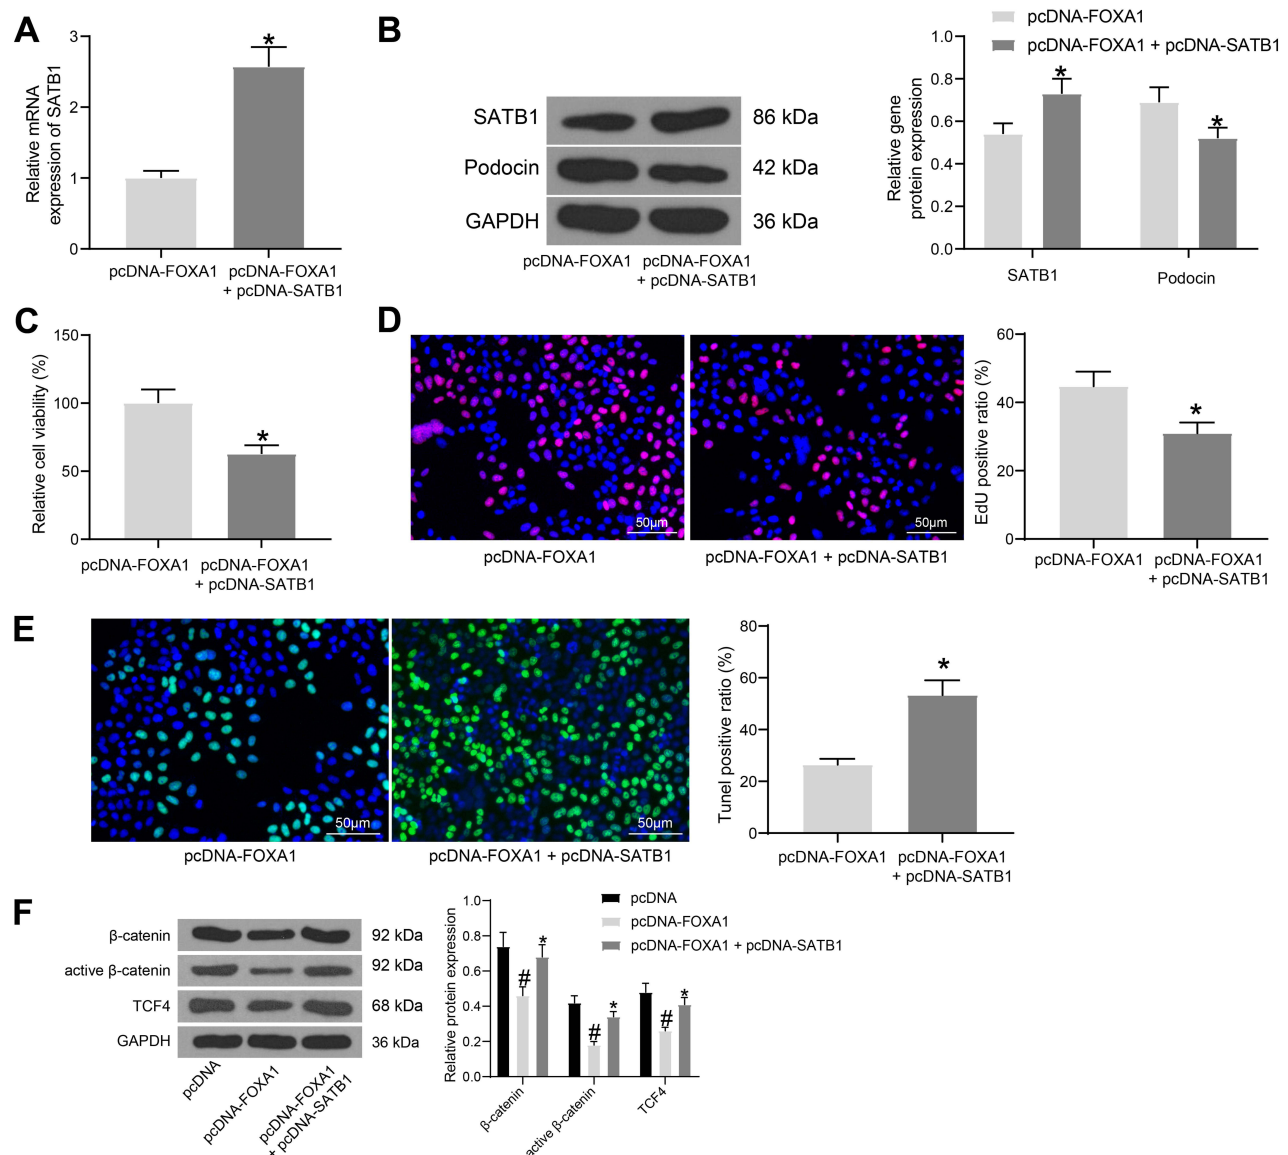 A
Relative mRNA
expression of SATB1
3
2
1
0
*
pcDNA-FOXA1
pcDNA-FOXA1
+ pcDNA-SATB1
B
SATB1
86 kDa
Podocin
42 kDa
GAPDH
36 kDa
pcDNA-FOXA1
pcDNA-FOXA1
+ pcDNA-SATB1
pcDNA-FOXA1
pcDNA-FOXA1 + pcDNA-SATB1
Relative gene
protein expression
1.0
0.8
0.6
0.4
0.2
0.0
*
*
SATB1
Podocin
C
Relative cell viability (%)
150
100
50
0
*
pcDNA-FOXA1
pcDNA-FOXA1
+ pcDNA-SATB1
D
50μm
50μm
pcDNA-FOXA1
pcDNA-FOXA1 + pcDNA-SATB1
EdU positive ratio (%)
60
40
20
0
*
pcDNA-FOXA1
pcDNA-FOXA1
+ pcDNA-SATB1
E
50μm
50μm
pcDNA-FOXA1
pcDNA-FOXA1 + pcDNA-SATB1
Tunel positive ratio (%)
80
60
40
20
0
*
pcDNA-FOXA1
pcDNA-FOXA1
+ pcDNA-SATB1
F
β-catenin
92 kDa
active β-catenin
92 kDa
TCF4
68 kDa
GAPDH
36 kDa
pcDNA
pcDNA-FOXA1
pcDNA-FOXA1
+ pcDNA-SATB1
pcDNA
pcDNA-FOXA1
pcDNA-FOXA1 + pcDNA-SATB1
Relative protein expression
1.0
0.8
0.6
0.4
0.2
0.0
#
*
#
*
#
*
β-catenin
active β-catenin
TCF4